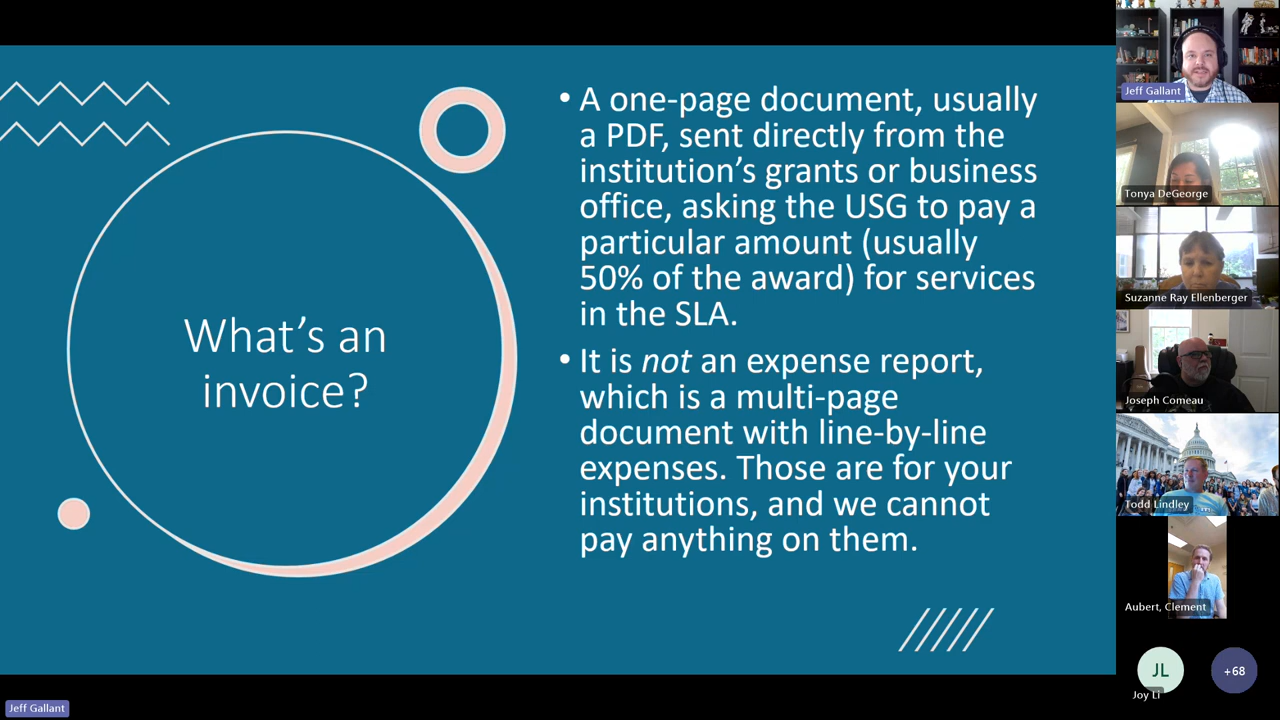 What's an
invoice?
• A one-page document, usually
a PDF, sent directly from the
institution's grants or business
office, asking the USG to pay a
particular amount (usually
50% of the award) for services
in the SLA.
• It is not an expense report,
which is a multi-page
document with line-by-line
expenses. Those are for your
institutions, and we cannot
pay anything on them.
Jeff Gallant
Tonya DeGeorge
Suzanne Ray Ellenberger
Joseph Comeau
Todd Lindley
Aubert, Clement
JL
Joy Li
+68
Jeff Gallant